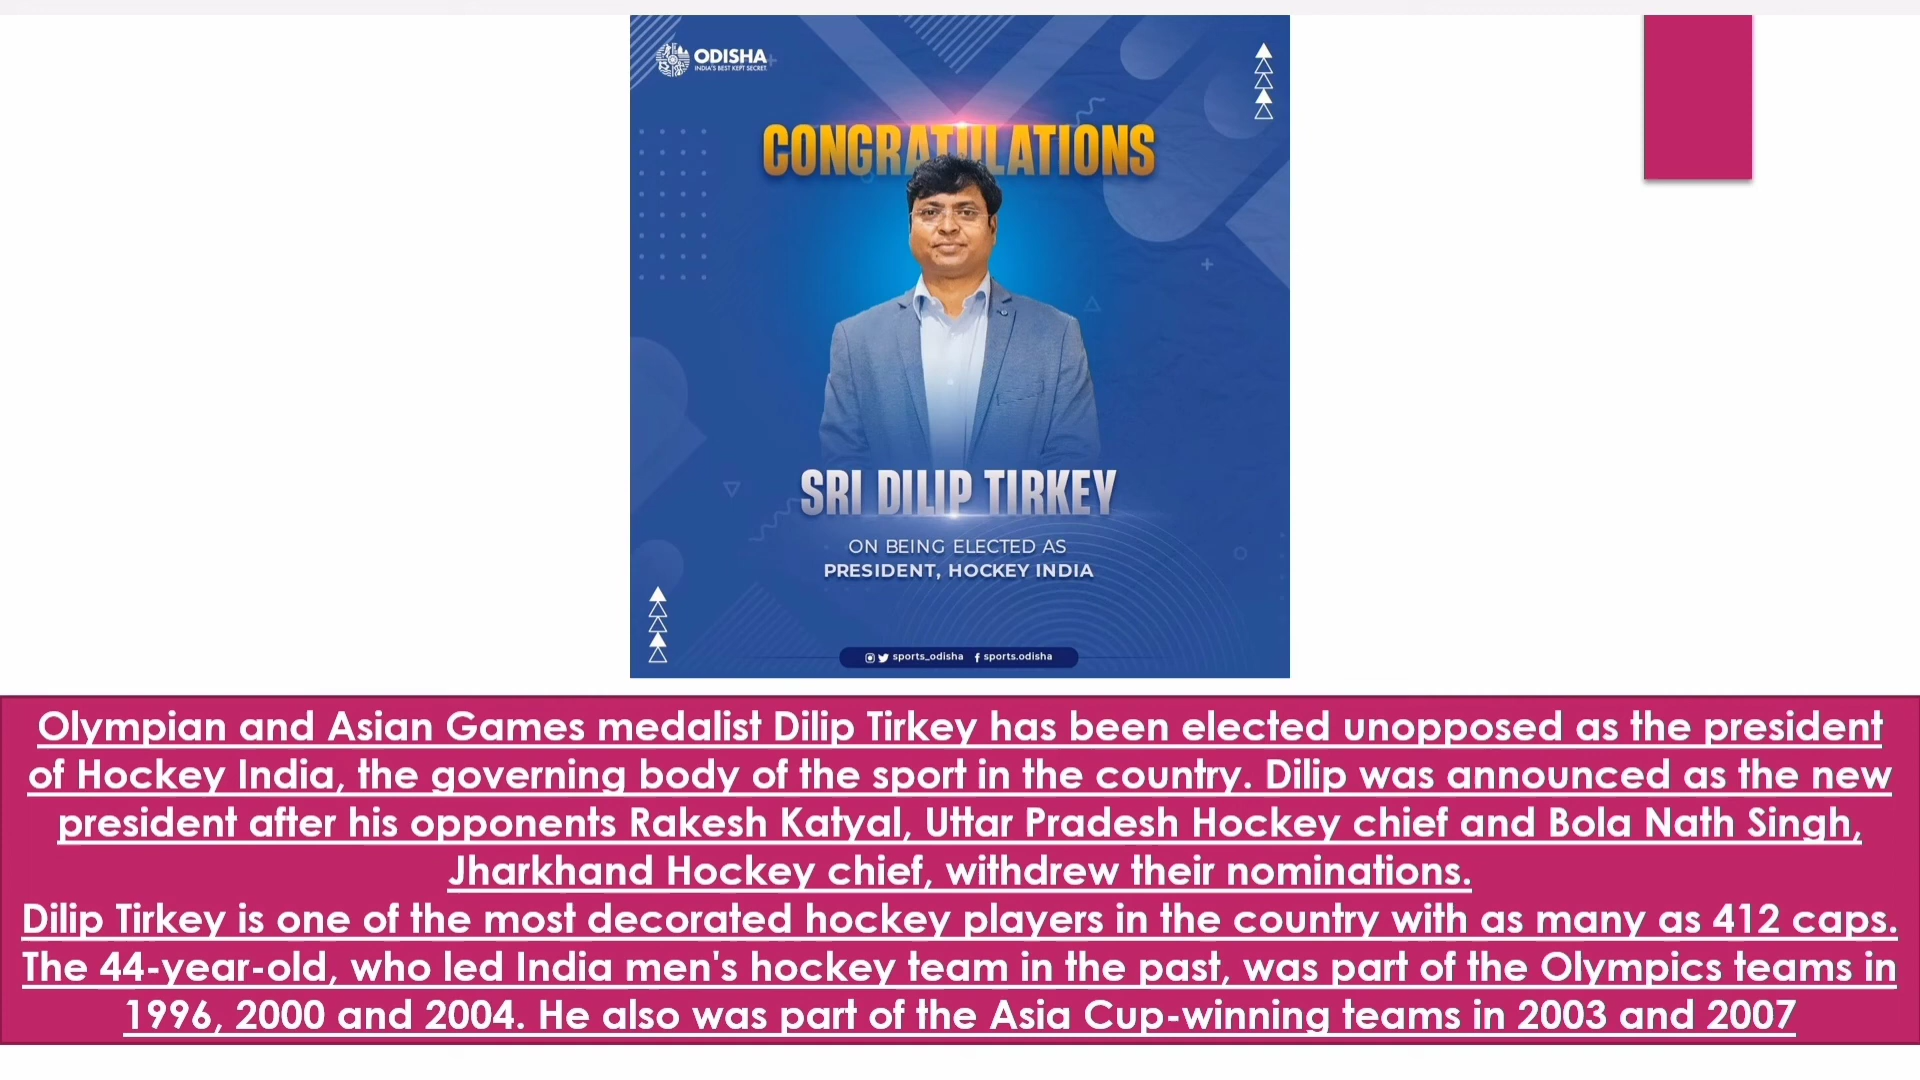 ODISHA
INDIA'S BEST KEPT SECRET
CONGRATULATIONS
SRI DILIP TIRKEY
ON BEING ELECTED AS
PRESIDENT, HOCKEY INDIA
sports_odisha sports.odisha
Olympian and Asian Games medalist Dilip Tirkey has been elected unopposed as the president
of Hockey India, the governing body of the sport in the country. Dilip was announced as the new
president after his opponents Rakesh Katyal, Uttar Pradesh Hockey chief and Bola Nath Singh,
Jharkhand Hockey chief, withdrew their nominations.
Dilip Tirkey is one of the most decorated hockey players in the country with as many as 412 caps.
The 44-year-old, who led India men's hockey team in the past, was part of the Olympics teams in
1996, 2000 and 2004. He also was part of the Asia Cup-winning teams in 2003 and 2007